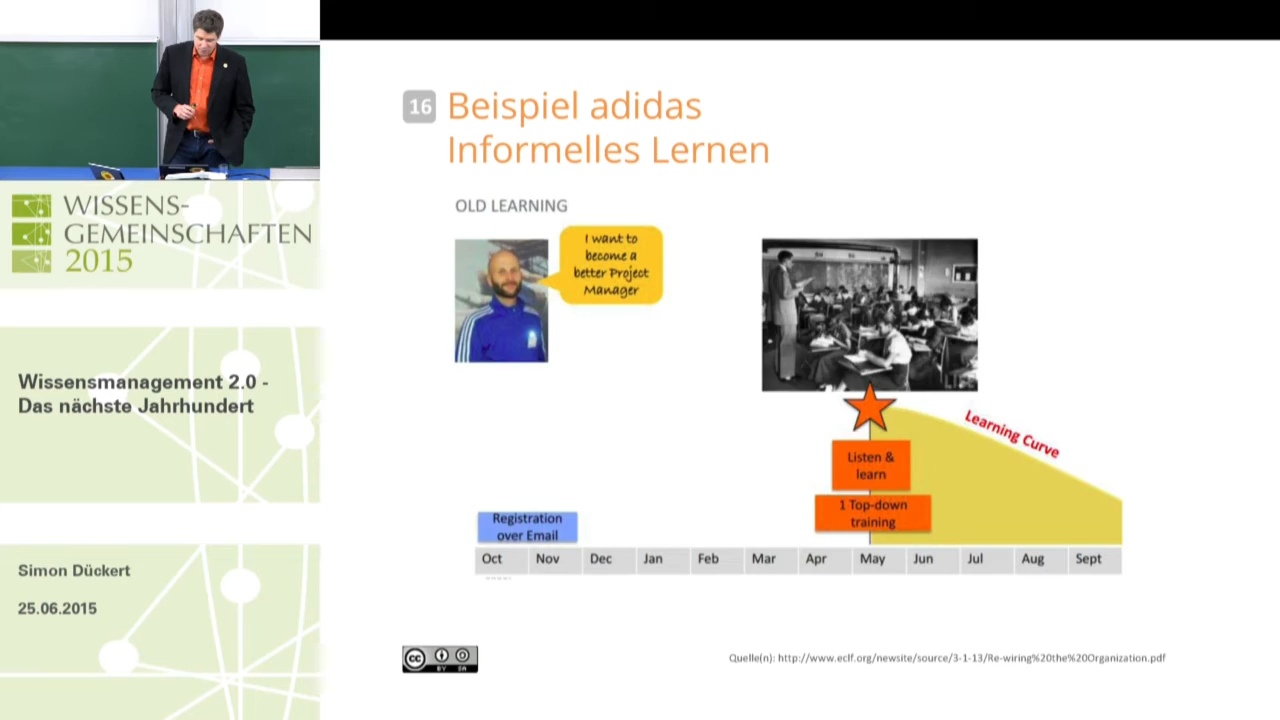 WISSENS-
GEMEINSCHAFTEN
2015
Wissensmanagement 2.0 -
Das nächste Jahrhundert
Simon Dückert
25.06.2015
16
Beispiel adidas
Informelles Lernen
OLD LEARNING
I want to
become a
better Project
Manager
Learning Curve
Listen &
learn
1 Top-down
training
Registration
over Email
Oct Nov Dec Jan Feb Mar Apr May Jun Jul Aug Sept
cc BY SA
Quelle(n): http://www.eclf.org/newsite/source/3-1-13/Re-wiring%20the%20Organization.pdf